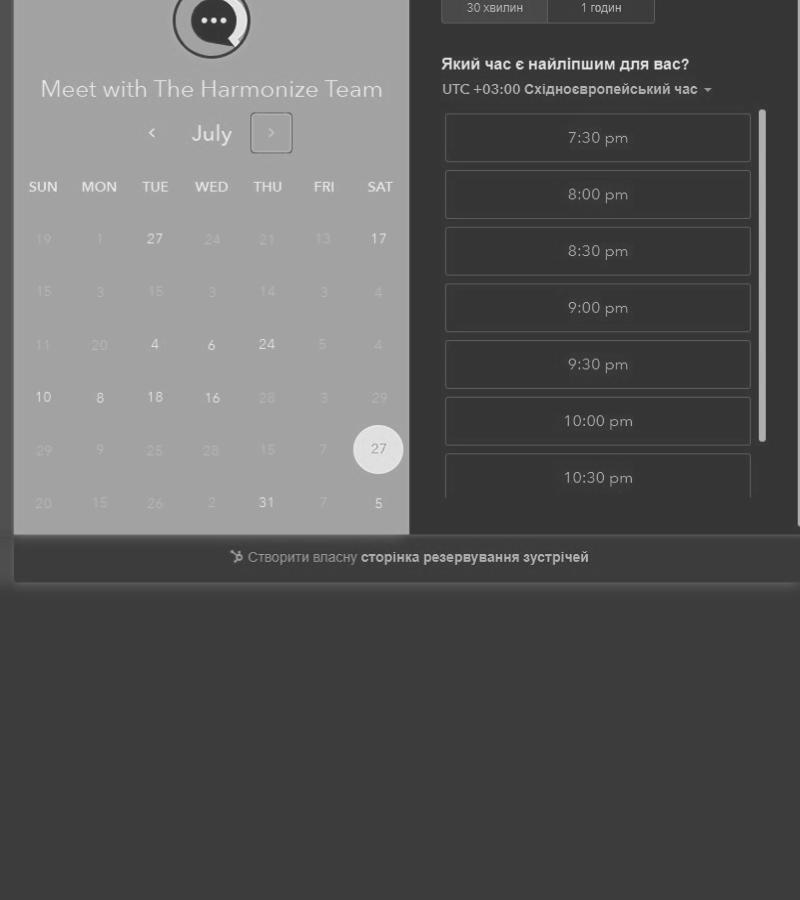 30 хвилин 1 годин
Який час є найліпшим для вас?
UTC +03:00 Східноєвропейський час
Meet with The Harmonize Team
July
SUN MON TUE WED THU FRI SAT
19 1 27 24 21 13 17
15 3 15 3 14 3 4
11 20 4 6 24 5 4
10 8 18 16 28 3 29
29 9 25 28 15 7 27
20 15 26 2 31 7 5
7:30 pm
8:00 pm
8:30 pm
9:00 pm
9:30 pm
10:00 pm
10:30 pm
Створити власну сторінка резервування зустрічей